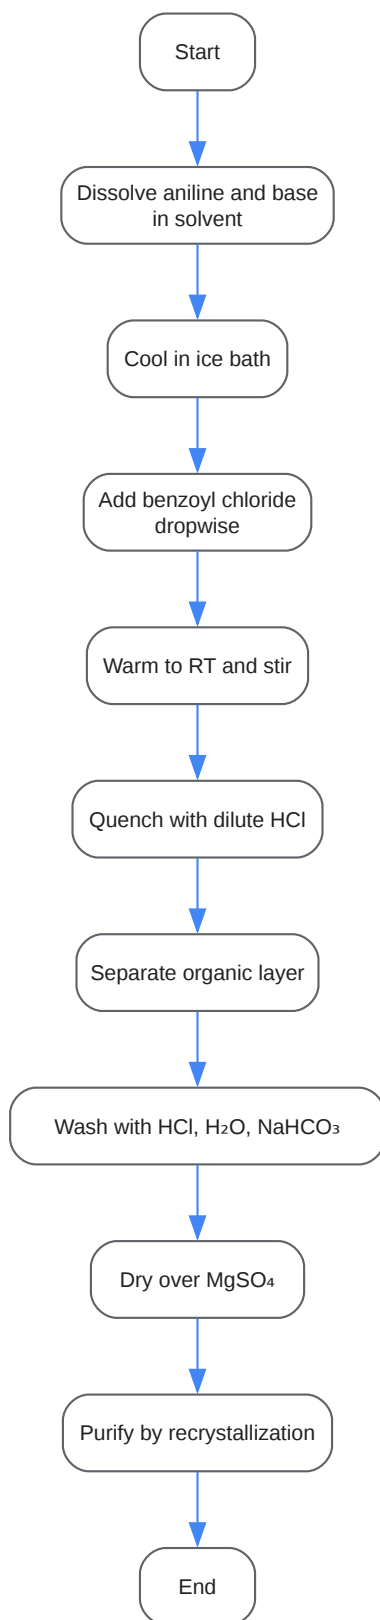 Start
Dissolve aniline and base
in solvent
Cool in ice bath
Add benzoyl chloride
dropwise
Warm to RT and stir
Quench with dilute HCl
Separate organic layer
Wash with HCl, H₂O, NaHCO₃
Dry over MgSO₄
Purify by recrystallization
End